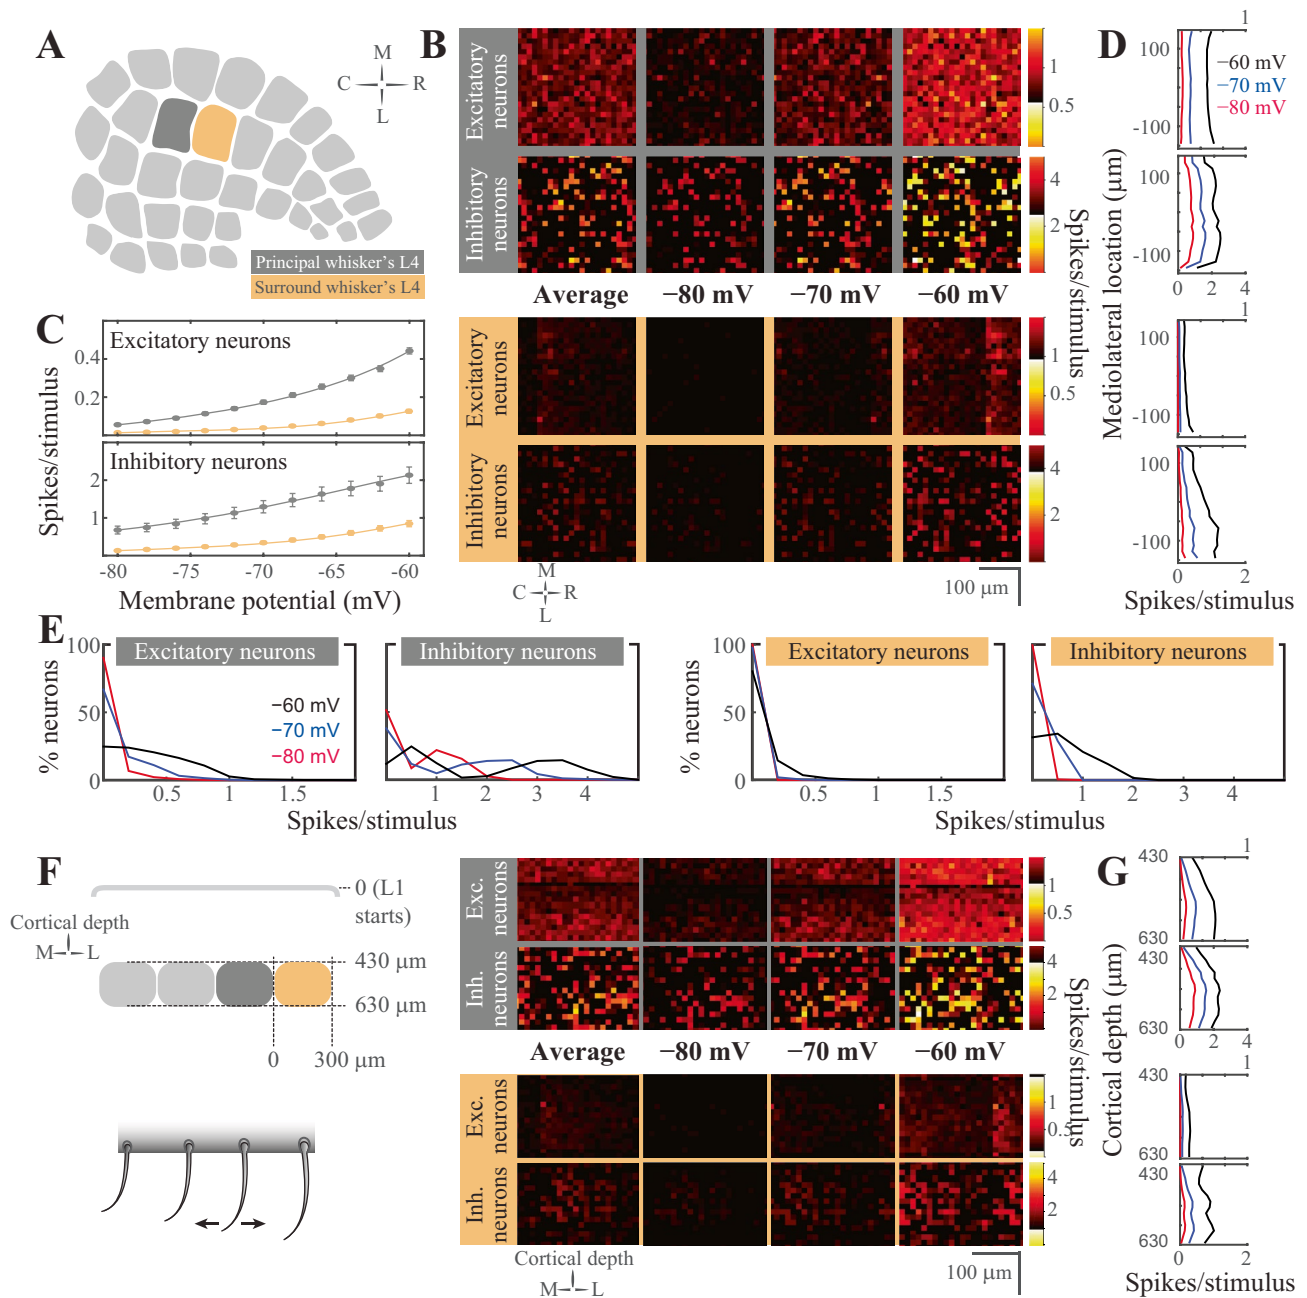 A
M
C R
L
Principal whisker's L4
Surround whisker's L4
B
Excitatory
neurons
Inhibitory
neurons
1
0.5
4
2
Average −80 mV −70 mV −60 mV
Excitatory
neurons
Inhibitory
neurons
1
0.5
4
2
Spikes/stimulus
M
C R
L
100 µm
C
Excitatory neurons
0.4
0.2
Inhibitory neurons
2
1
Spikes/stimulus
-80 -75 -70 -65 -60
Membrane potential (mV)
D
1
100
-100
−60 mV
−70 mV
−80 mV
100
-100
0 2 4
1
100
-100
100
-100
0 2
Mediolateral location (µm)
Spikes/stimulus
E
100
50
0
% neurons
Excitatory neurons
−60 mV
−70 mV
−80 mV
0.5 1 1.5
Inhibitory neurons
1 2 3 4
Spikes/stimulus
100
50
0
% neurons
Excitatory neurons
0.5 1 1.5
Inhibitory neurons
1 2 3 4
Spikes/stimulus
F
0 (L1
starts)
Cortical depth
M L
430 µm
630 µm
0 300 µm
Exc.
neurons
Inh.
neurons
1
0.5
4
2
Average −80 mV −70 mV −60 mV
Exc.
neurons
Inh.
neurons
1
0.5
4
2
Spikes/stimulus
Cortical depth
M L
100 µm
G
1
430
630
430
630
0 2 4
1
430
630
430
630
0 2
Cortical depth (µm)
Spikes/stimulus